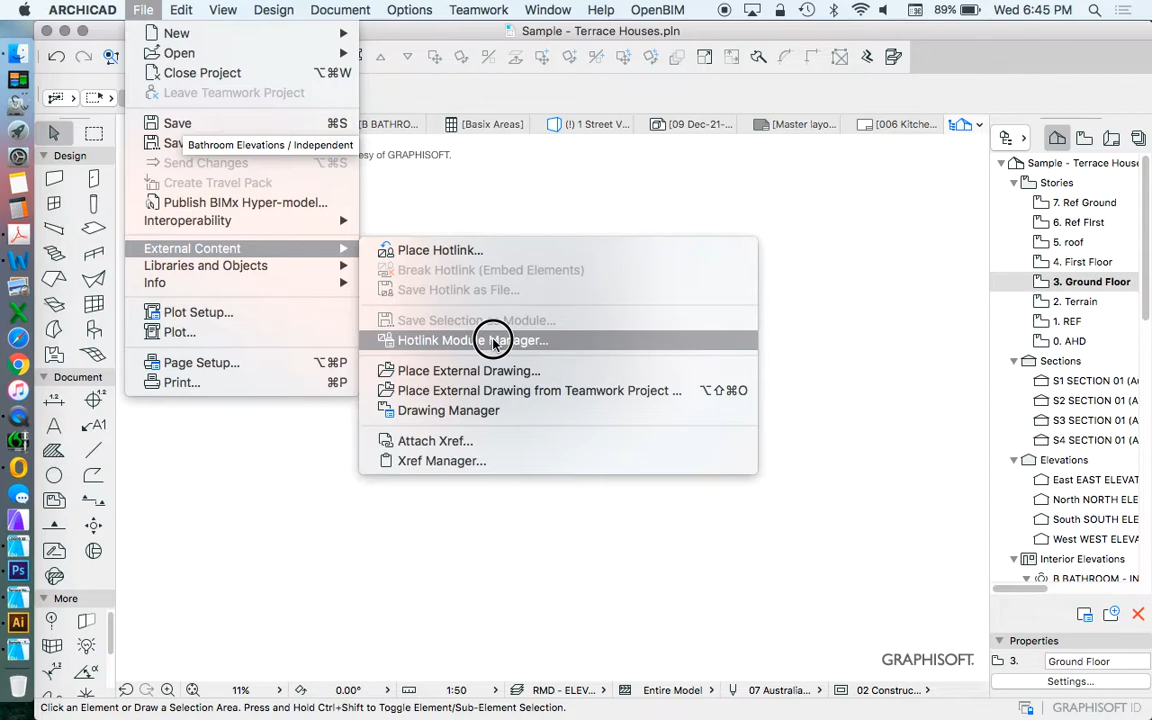 ARCHICAD File Edit View Design Document Options Teamwork Window Help OpenBIM 89% Wed 6:45 PM
Sample - Terrace Houses.pln
New
Open
Close Project ⌥⌘W
Leave Teamwork Project
Save ⌘S
Bathroom Elevations / Independent
Send Changes ⌥⌘S
Create Travel Pack
Publish BIMx Hyper-model...
Interoperability
External Content
Libraries and Objects
Info
Plot Setup...
Plot...
Page Setup... ⌥⌘P
Print... ⌘P
Place Hotlink...
Break Hotlink (Embed Elements)
Save Hotlink as File...
Save Selection as Module...
Hotlink Module Manager...
Place External Drawing...
Place External Drawing from Teamwork Project ... ⌥⇧⌘O
Drawing Manager
Attach Xref...
Xref Manager...
[B BATHRO... [Basix Areas] (!) 1 Street V... [09 Dec-21-... [Master layo... [006 Kitche...
esy of GRAPHISOFT.
Design
Document
More
Sample - Terrace House
Stories
7. Ref Ground
6. Ref FIrst
5. roof
4. First Floor
3. Ground Floor
2. Terrain
1. REF
0. AHD
Sections
S1 SECTION 01 (A
S2 SECTION 01 (A
S3 SECTION 01 (A
S4 SECTION 01 (A
Elevations
East EAST ELEVAT
North NORTH ELE
South SOUTH ELE
West WEST ELEVA
Interior Elevations
B BATHROOM - IN
Properties
3. Ground Floor
Settings...
GRAPHISOFT.
11% 0.00° 1:50 RMD - ELEV... Entire Model 07 Australia... 02 Construc...
Click an Element or Draw a Selection Area. Press and Hold Ctrl+Shift to Toggle Element/Sub-Element Selection.
GRAPHISOFT ID